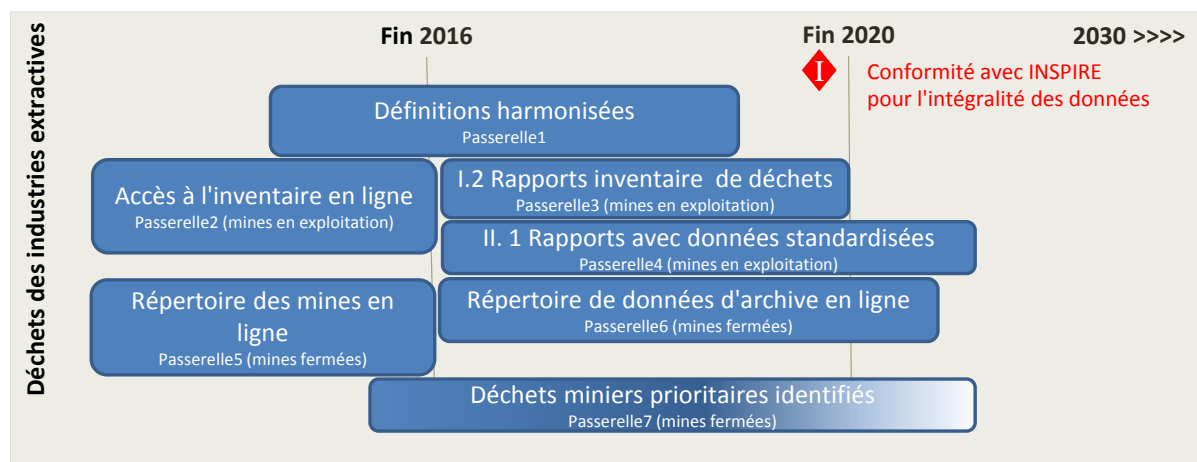 Déchets des industries extractives
Fin 2016
Fin 2020
2030 >>>>
I
Conformité avec INSPIRE
pour l'intégralité des données
Définitions harmonisées
Passerelle1
Accès à l'inventaire en ligne
Passerelle2 (mines en exploitation)
I.2 Rapports inventaire de déchets
Passerelle3 (mines en exploitation)
II. 1 Rapports avec données standardisées
Passerelle4 (mines en exploitation)
Répertoire des mines en
ligne
Passerelle5 (mines fermées)
Répertoire de données d'archive en ligne
Passerelle6 (mines fermées)
Déchets miniers prioritaires identifiés
Passerelle7 (mines fermées)